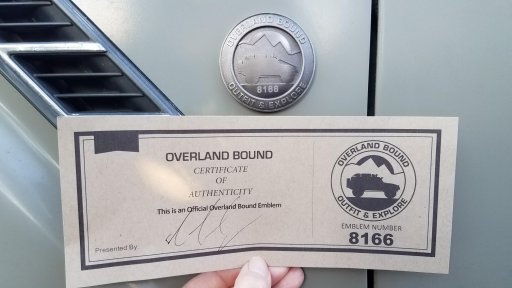 OVERLAND BOUND
8166
OUTFIT & EXPLORE
OVERLAND BOUND
CERTIFICATE
OF
AUTHENTICITY
This is an Official Overland Bound Emblem
Presented By
OVERLAND BOUND
OUTFIT & EXPLORE
EMBLEM NUMBER
8166